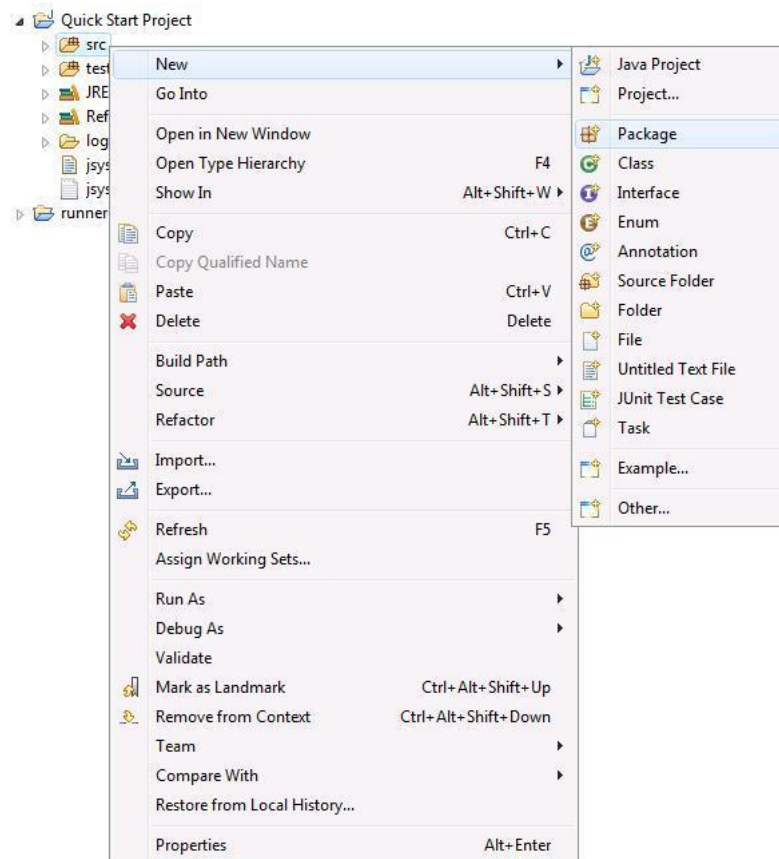 Quick Start Project
src
test
JRE
Ref
log
jsys
jsys
runner
New
Go Into
Open in New Window
Open Type Hierarchy F4
Show In Alt+Shift+W
Copy Ctrl+C
Copy Qualified Name
Paste Ctrl+V
Delete Delete
Build Path
Source Alt+Shift+S
Refactor Alt+Shift+T
Import...
Export...
Refresh F5
Assign Working Sets...
Run As
Debug As
Validate
Mark as Landmark Ctrl+Alt+Shift+Up
Remove from Context Ctrl+Alt+Shift+Down
Team
Compare With
Restore from Local History...
Properties Alt+Enter
Java Project
Project...
Package
Class
Interface
Enum
Annotation
Source Folder
Folder
File
Untitled Text File
JUnit Test Case
Task
Example...
Other...